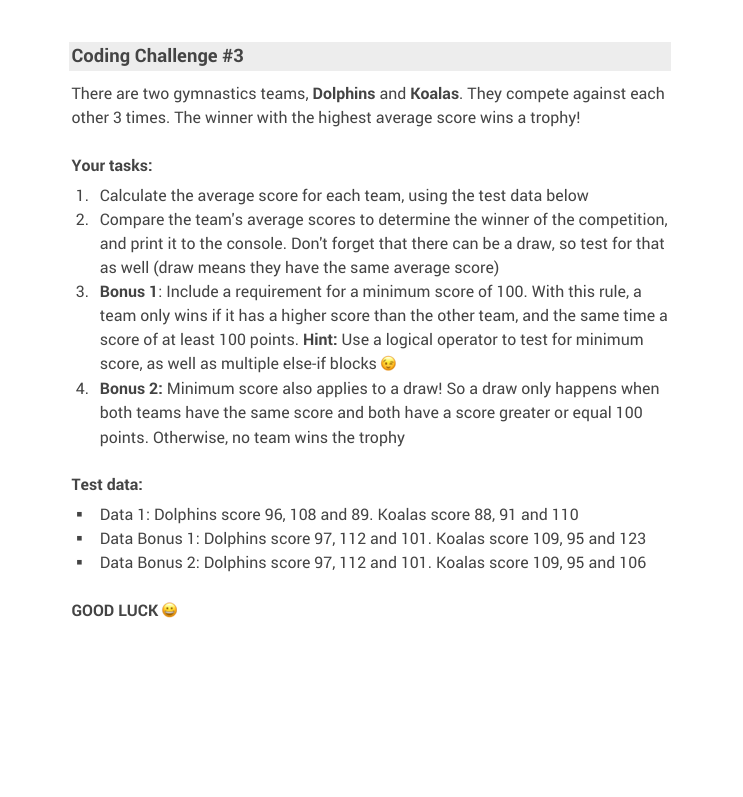 Coding Challenge #3
There are two gymnastics teams, Dolphins and Koalas. They compete against each
other 3 times. The winner with the highest average score wins a trophy!
Your tasks:
1. Calculate the average score for each team, using the test data below
2. Compare the team's average scores to determine the winner of the competition,
and print it to the console. Don't forget that there can be a draw, so test for that
as well (draw means they have the same average score)
3. Bonus 1: Include a requirement for a minimum score of 100. With this rule, a
team only wins if it has a higher score than the other team, and the same time a
score of at least 100 points. Hint: Use a logical operator to test for minimum
score, as well as multiple else-if blocks 😉
4. Bonus 2: Minimum score also applies to a draw! So a draw only happens when
both teams have the same score and both have a score greater or equal 100
points. Otherwise, no team wins the trophy
Test data:
▪ Data 1: Dolphins score 96, 108 and 89. Koalas score 88, 91 and 110
▪ Data Bonus 1: Dolphins score 97, 112 and 101. Koalas score 109, 95 and 123
▪ Data Bonus 2: Dolphins score 97, 112 and 101. Koalas score 109, 95 and 106
GOOD LUCK 😀